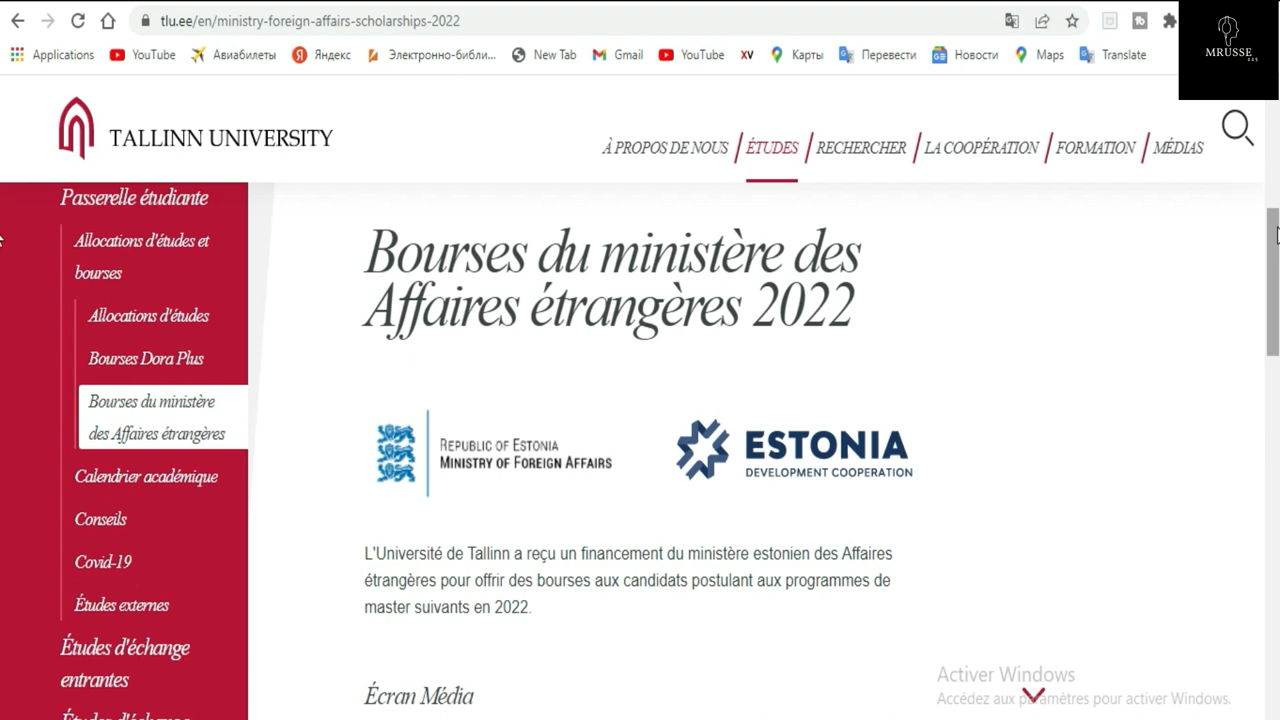 tlu.ee/en/ministry-foreign-affairs-scholarships-2022
Applications YouTube Авиабилеты Яндекс Электронно-библи... New Tab Gmail YouTube XV Карты Перевести Новости Maps Translate
MRUSSE
225
TALLINN UNIVERSITY
À PROPOS DE NOUS ÉTUDES RECHERCHER LA COOPÉRATION FORMATION MÉDIAS
Passerelle étudiante
Allocations d'études et
bourses
Allocations d'études
Bourses Dora Plus
Bourses du ministère
des Affaires étrangères
Calendrier académique
Conseils
Covid-19
Études externes
Études d'échange
entrantes
Études d'échange
Bourses du ministère des
Affaires étrangères 2022
REPUBLIC OF ESTONIA
MINISTRY OF FOREIGN AFFAIRS
ESTONIA
DEVELOPMENT COOPERATION
L'Université de Tallinn a reçu un financement du ministère estonien des Affaires
étrangères pour offrir des bourses aux candidats postulant aux programmes de
master suivants en 2022.
Écran Média
Activer Windows
Accédez aux paramètres pour activer Windows.